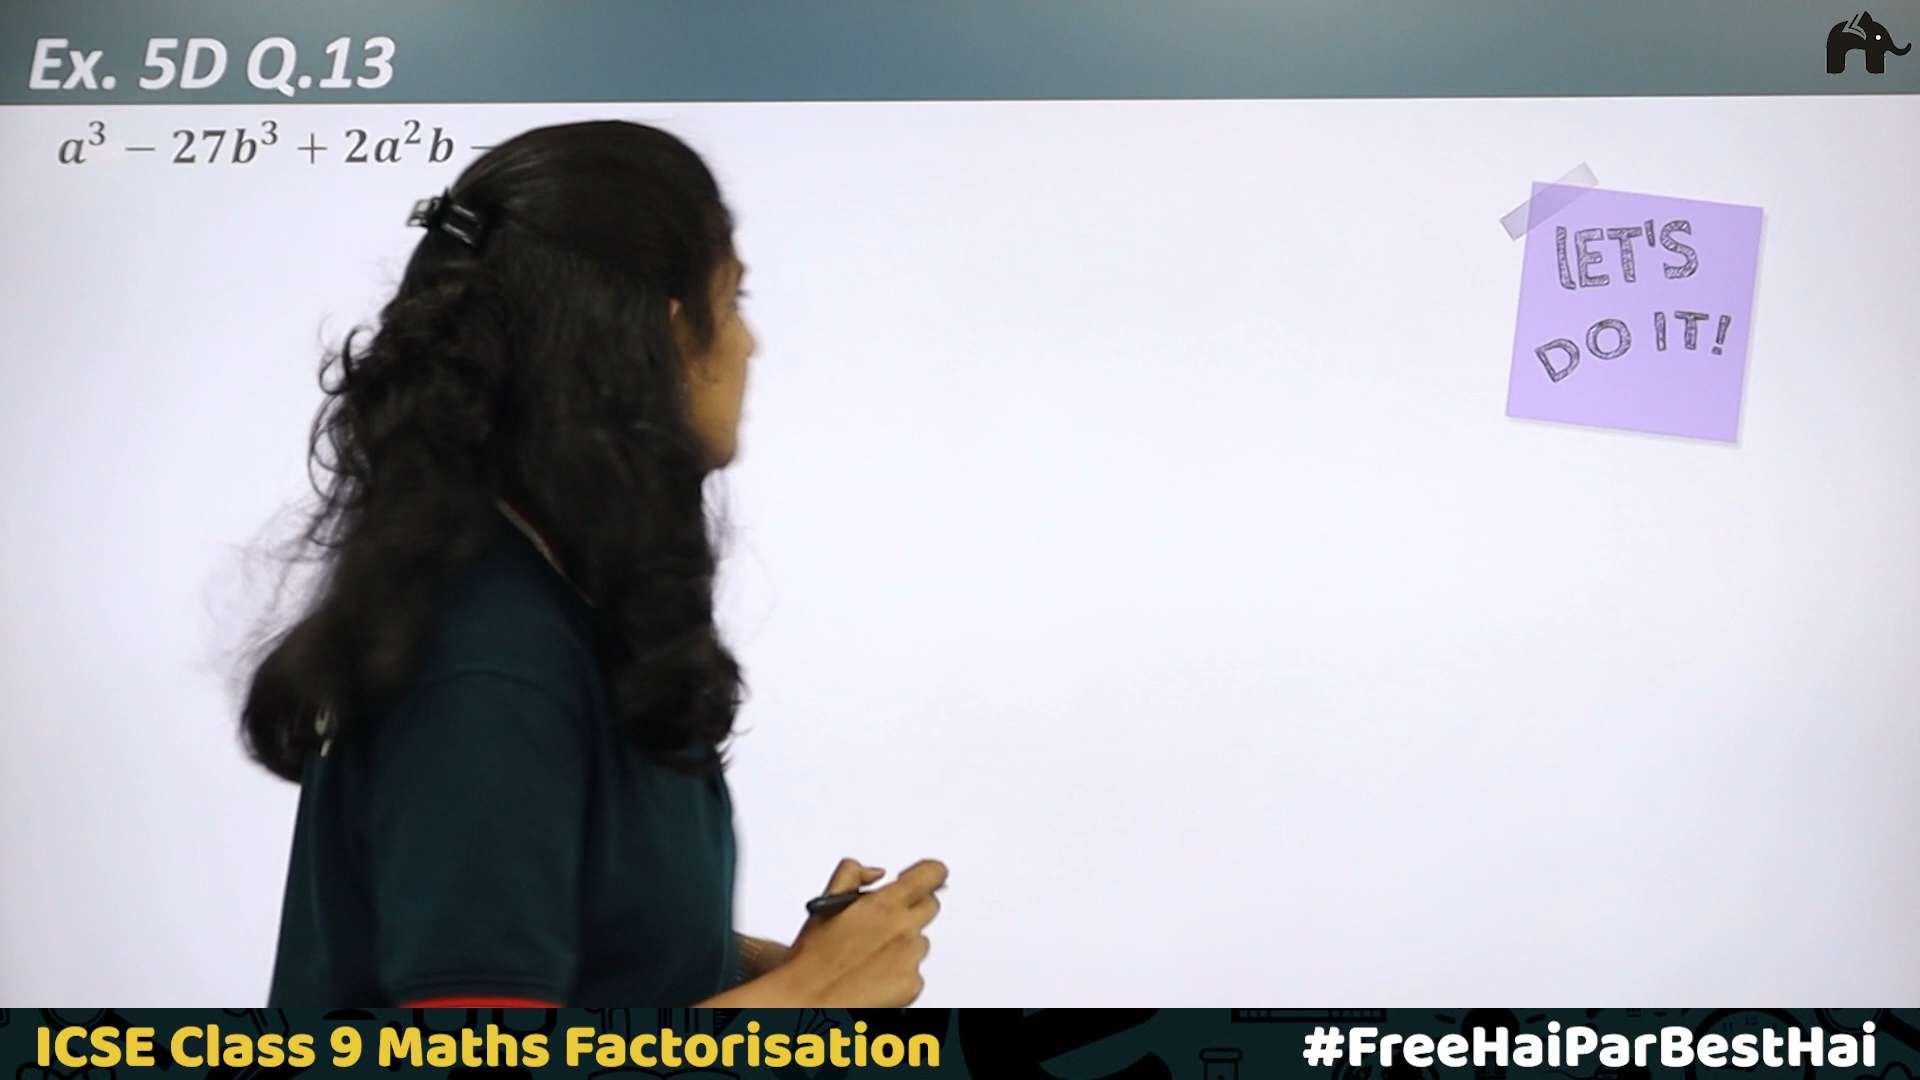 Ex. 5D Q.13
a³ − 27b³ + 2a²b −
LET'S
DO IT!
ICSE Class 9 Maths Factorisation
#FreeHaiParBestHai